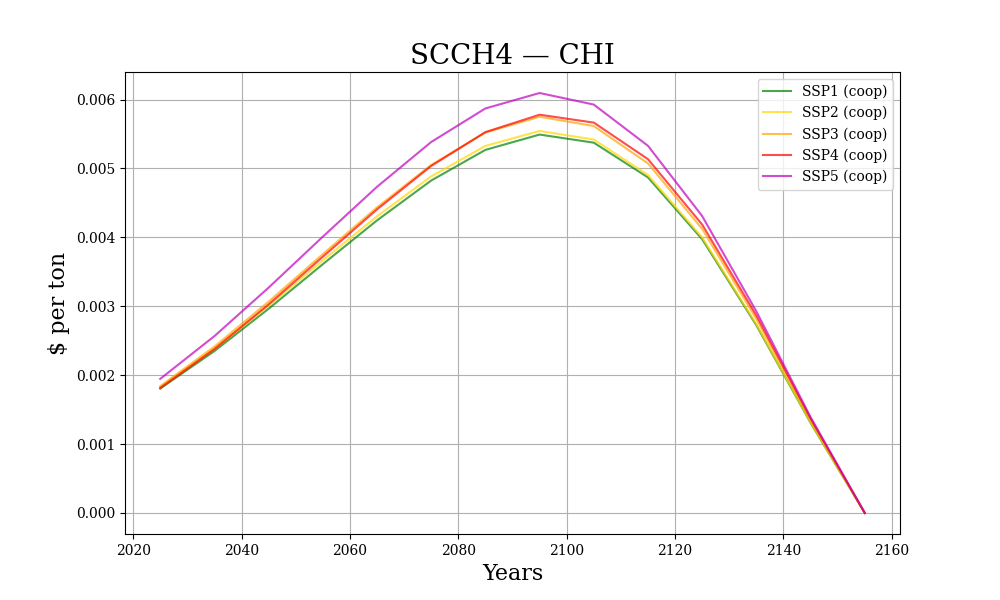 SCCH4 — CHI
$ per ton
0.006
0.005
0.004
0.003
0.002
0.001
0.000
SSP1 (coop)
SSP2 (coop)
SSP3 (coop)
SSP4 (coop)
SSP5 (coop)
2020 2040 2060 2080 2100 2120 2140 2160
Years